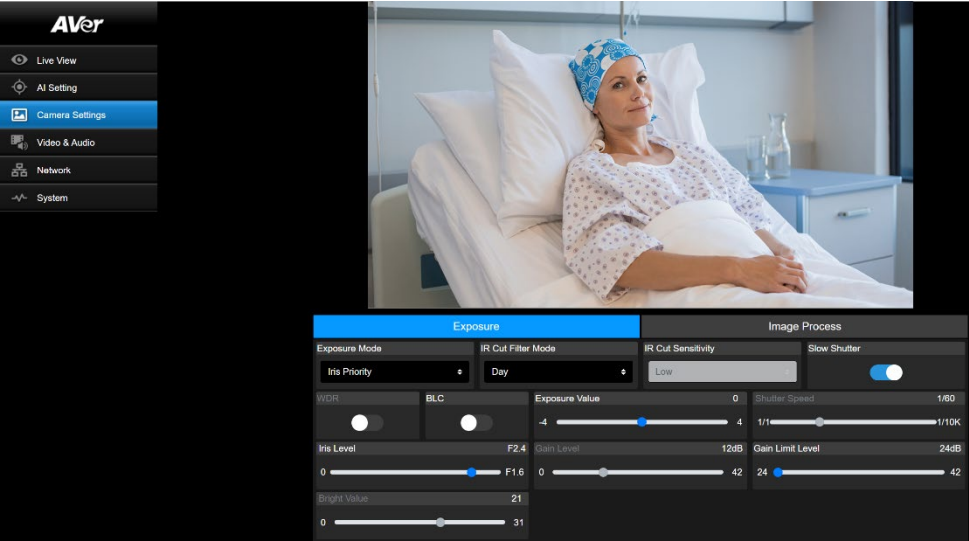 AVer
Live View
AI Setting
Camera Settings
Video & Audio
Network
System
Exposure Image Process
Exposure Mode IR Cut Filter Mode IR Cut Sensitivity Slow Shutter
Iris Priority Day Low
WDR BLC Exposure Value 0 Shutter Speed 1/60
-4 4 1/1 1/10K
Iris Level F2.4 Gain Level 12dB Gain Limit Level 24dB
0 F1.6 0 42 24 42
Bright Value 21
0 31